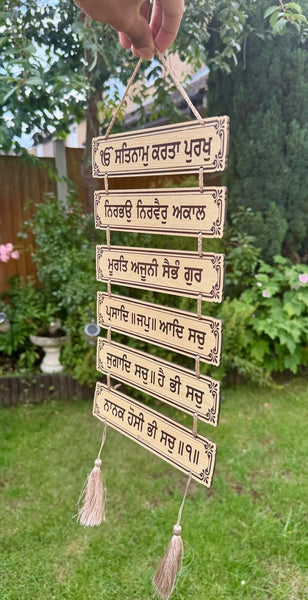 ੴ ਸਤਿਨਾਮੁ ਕਰਤਾ ਪੁਰਖੁ
ਨਿਰਭਉ ਨਿਰਵੈਰੁ ਅਕਾਲ
ਮੂਰਤਿ ਅਜੂਨੀ ਸੈਭੰ ਗੁਰ
ਪ੍ਰਸਾਦਿ॥ਜਪੁ॥ਆਦਿ ਸਚੁ
ਜੁਗਾਦਿ ਸਚੁ॥ਹੈ ਭੀ ਸਚੁ
ਨਾਨਕ ਹੋਸੀ ਭੀ ਸਚੁ॥੧॥